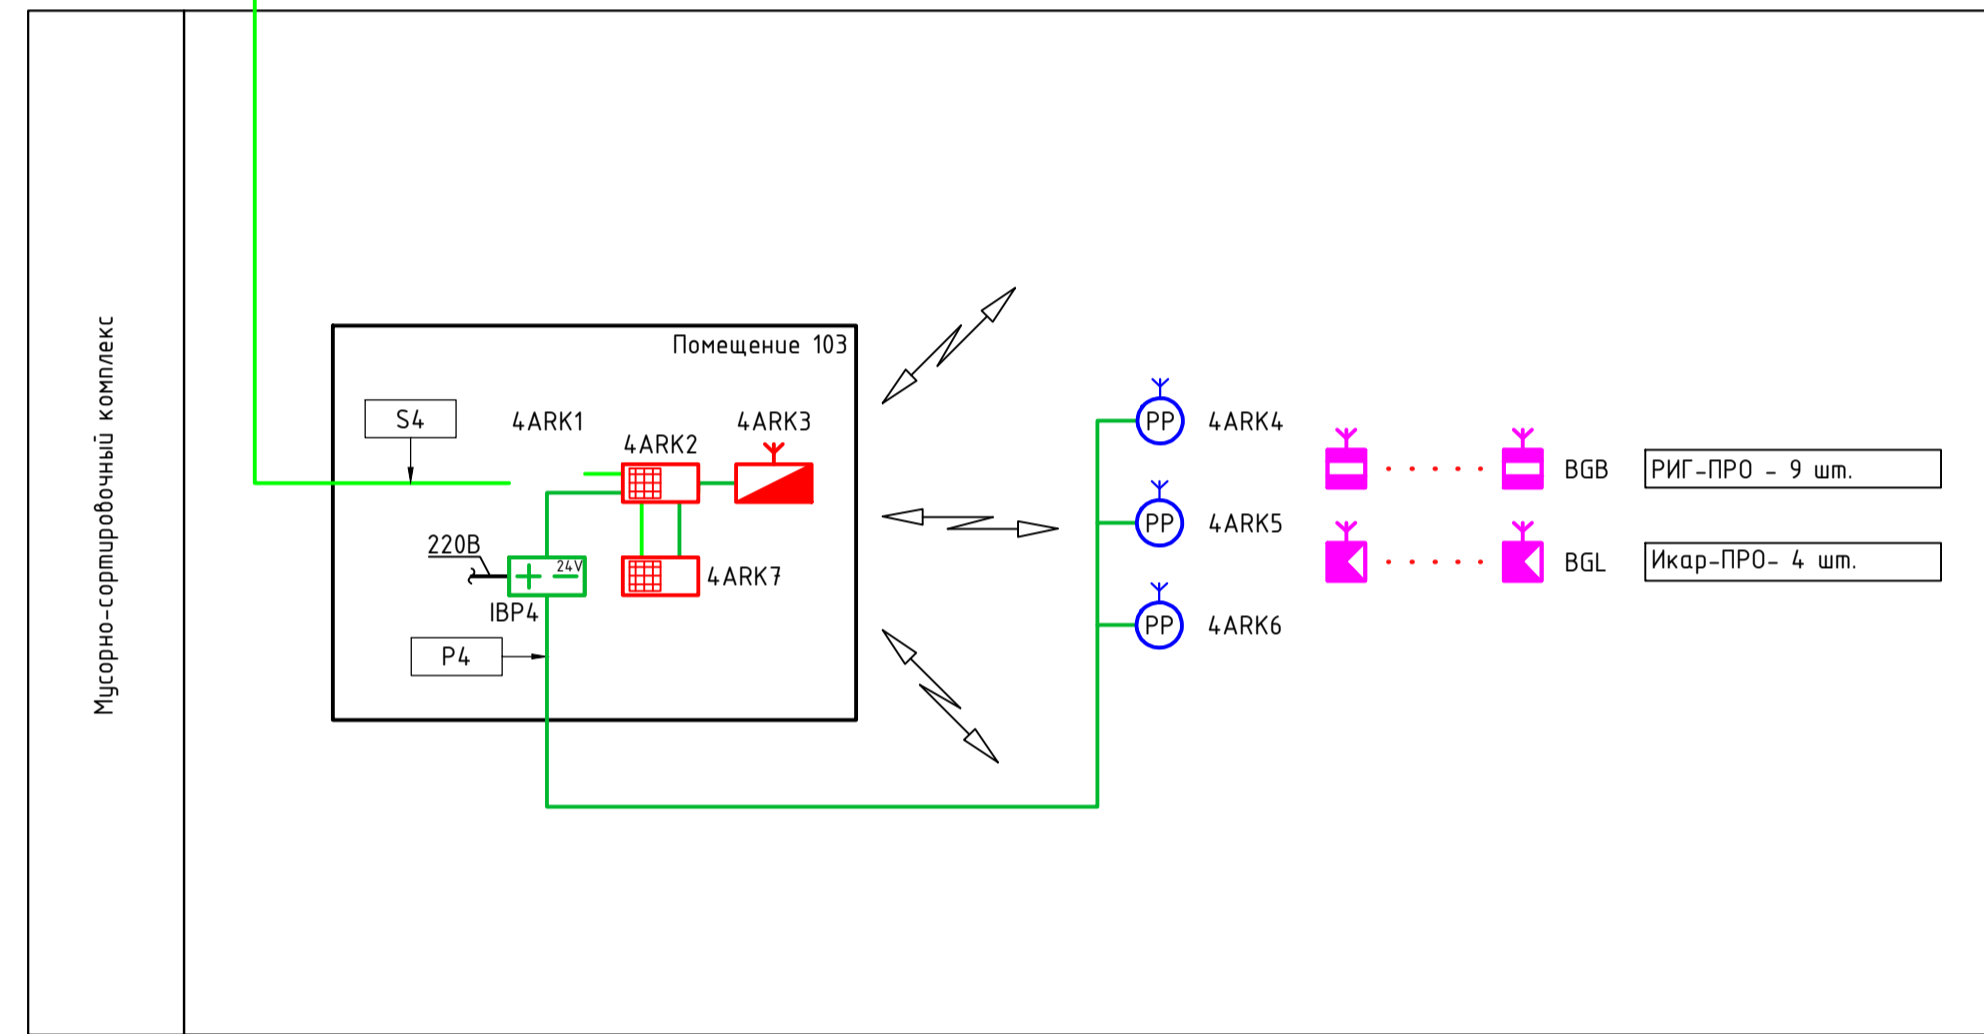 Мусорно-сортировочный комплекс
Помещение 103
S4
4ARK1
4ARK2
4ARK3
220В
24V
IBP4
4ARK7
P4
PP 4ARK4
PP 4ARK5
PP 4ARK6
BGB РИГ-ПРО - 9 шт.
BGL Икар-ПРО- 4 шт.